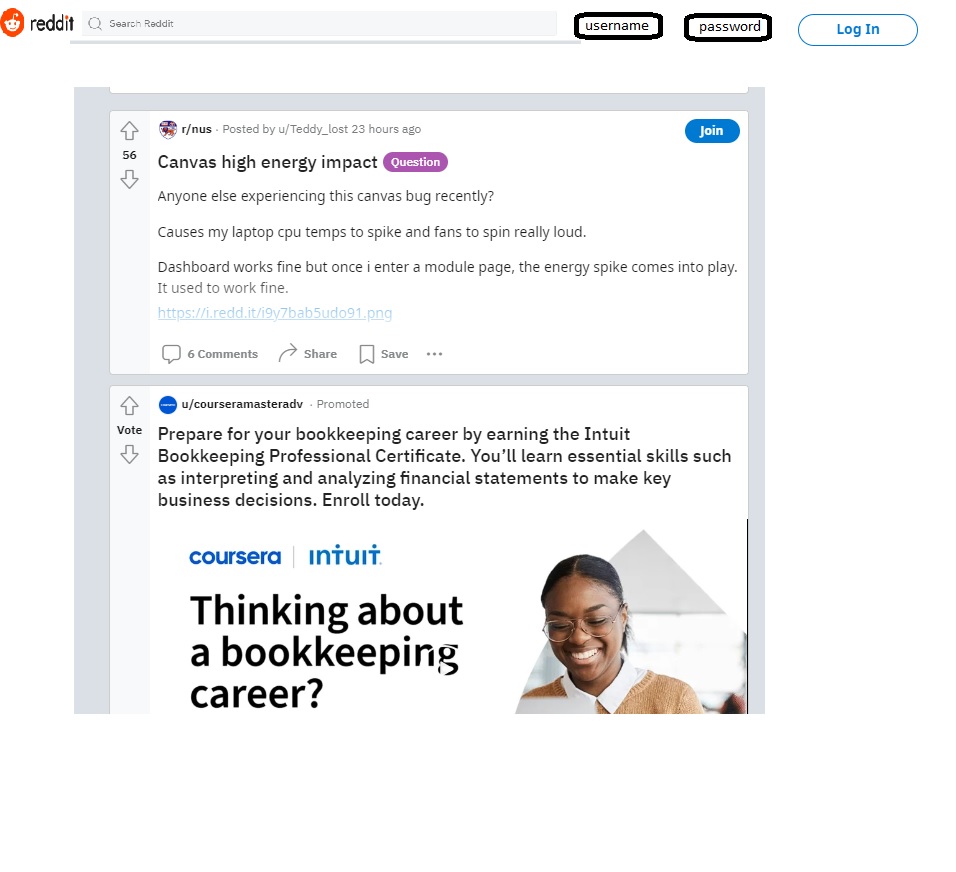 reddit
Search Reddit
username
password
Log In
r/nus · Posted by u/Teddy_lost 23 hours ago
Join
56
Canvas high energy impact Question
Anyone else experiencing this canvas bug recently?
Causes my laptop cpu temps to spike and fans to spin really loud.
Dashboard works fine but once i enter a module page, the energy spike comes into play.
It used to work fine.
https://i.redd.it/i9y7bab5udo91.png
6 Comments Share Save ...
u/courseramasteradv · Promoted
Vote
Prepare for your bookkeeping career by earning the Intuit
Bookkeeping Professional Certificate. You’ll learn essential skills such
as interpreting and analyzing financial statements to make key
business decisions. Enroll today.
coursera | INTUIT
Thinking about
a bookkeeping
career?